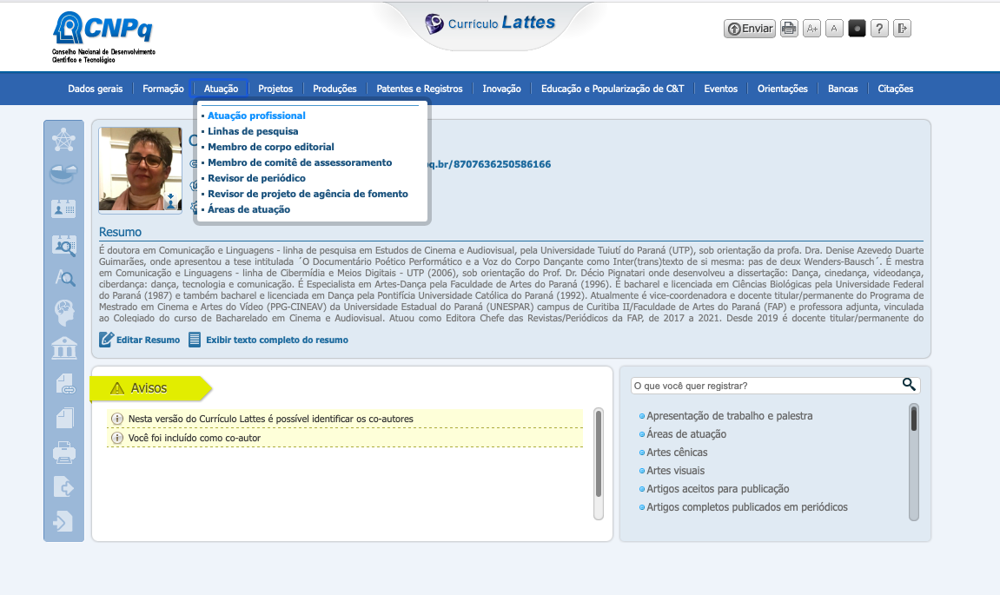 CNPq
Conselho Nacional de Desenvolvimento
Científico e Tecnológico
Currículo Lattes
Enviar
A+
A
?
Dados gerais
Formação
Atuação
Projetos
Produções
Patentes e Registros
Inovação
Educação e Popularização de C&T
Eventos
Orientações
Bancas
Citações
Atuação profissional
Linhas de pesquisa
Membro de corpo editorial
Membro de comitê de assessoramento
Revisor de periódico
Revisor de projeto de agência de fomento
Áreas de atuação
pq.br/8707636250586166
Resumo
É doutora em Comunicação e Linguagens - linha de pesquisa em Estudos de Cinema e Audiovisual, pela Universidade Tuiutí do Paraná (UTP), sob orientação da profa. Dra. Denise Azevedo Duarte
Guimarães, onde apresentou a tese intitulada ´O Documentário Poético Performático e a Voz do Corpo Dançante como Inter(trans)texto de si mesma: pas de deux Wenders-Bausch´. É mestra
em Comunicação e Linguagens - linha de Cibermídia e Meios Digitais - UTP (2006), sob orientação do Prof. Dr. Décio Pignatari onde desenvolveu a dissertação: Dança, cinedança, videodança,
ciberdança: dança, tecnologia e comunicação. É Especialista em Artes-Dança pela Faculdade de Artes do Paraná (1996). É bacharel e licenciada em Ciências Biológicas pela Universidade Federal
do Paraná (1987) e também bacharel e licenciada em Dança pela Pontifícia Universidade Católica do Paraná (1992). Atualmente é vice-coordenadora e docente titular/permanente do Programa de
Mestrado em Cinema e Artes do Vídeo (PPG-CINEAV) da Universidade Estadual do Paraná (UNESPAR) campus de Curitiba II/Faculdade de Artes do Paraná (FAP) e professora adjunta, vinculada
ao Colegiado do curso de Bacharelado em Cinema e Audiovisual. Atuou como Editora Chefe das Revistas/Periódicos da FAP, de 2017 a 2021. Desde 2019 é docente titular/permanente do
Editar Resumo
Exibir texto completo do resumo
Avisos
Nesta versão do Currículo Lattes é possível identificar os co-autores
Você foi incluído como co-autor
O que você quer registrar?
Apresentação de trabalho e palestra
Áreas de atuação
Artes cênicas
Artes visuais
Artigos aceitos para publicação
Artigos completos publicados em periódicos